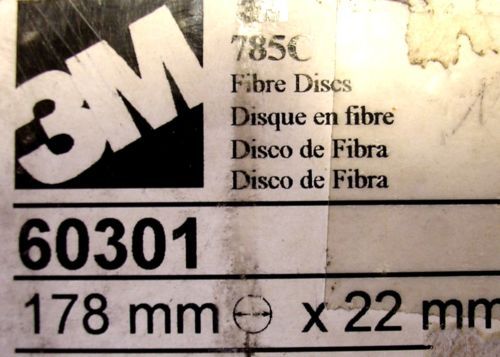 3M
785C
Fibre Discs
Disque en fibre
Disco de Fibra
Disco de Fibra
60301
178 mm x 22 mm